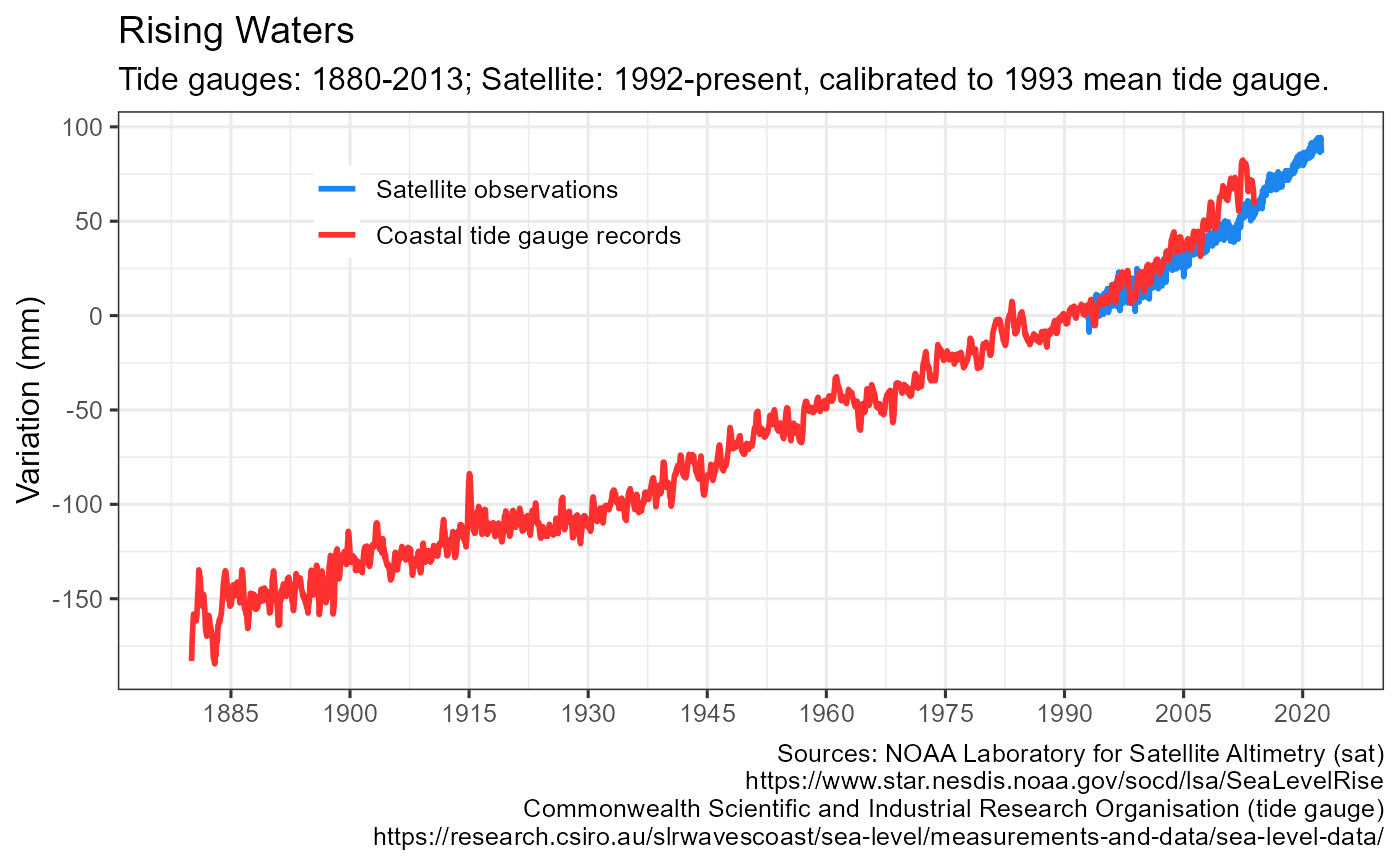 Rising Waters
Tide gauges: 1880-2013; Satellite: 1992-present, calibrated to 1993 mean tide gauge.
Variation (mm)
100
50
0
-50
-100
-150
Satellite observations
Coastal tide gauge records
1885 1900 1915 1930 1945 1960 1975 1990 2005 2020
Sources: NOAA Laboratory for Satellite Altimetry (sat)
https://www.star.nesdis.noaa.gov/socd/lsa/SeaLevelRise
Commonwealth Scientific and Industrial Research Organisation (tide gauge)
https://research.csiro.au/slrwavescoast/sea-level/measurements-and-data/sea-level-data/